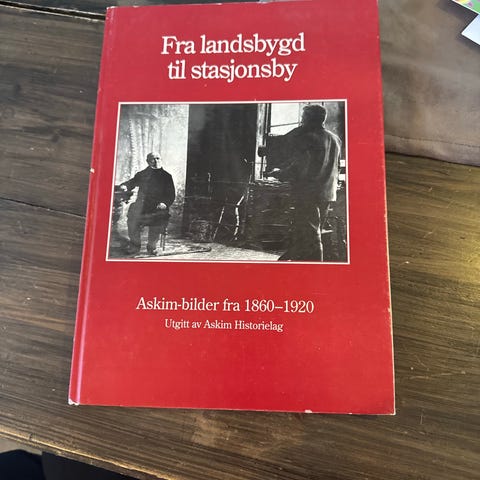 Fra landsbygd
til stasjonsby
Askim-bilder fra 1860–1920
Utgitt av Askim Historielag